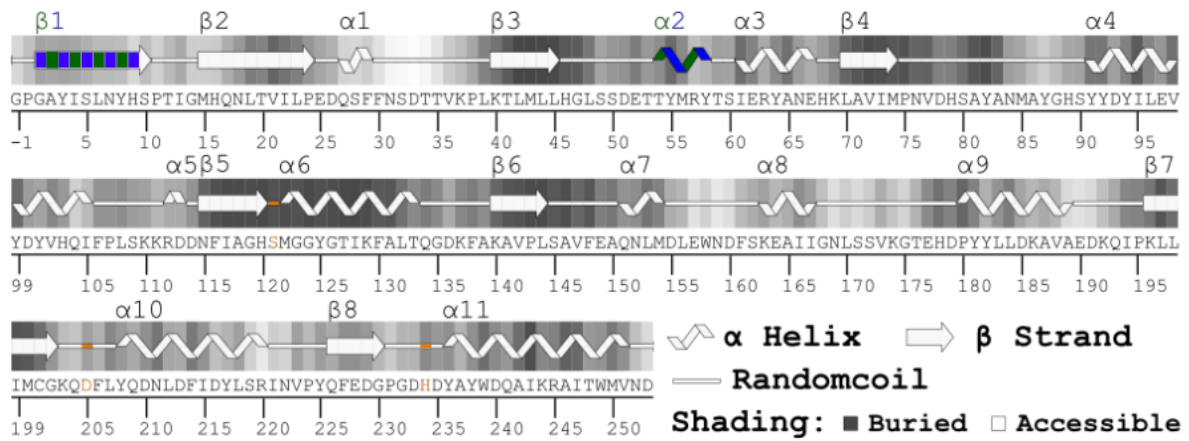 β1 β2 α1 β3 α2 α3 β4 α4
GPGAYISLNYHSPTIGMHQNLTVILPEDQSFFNSDTTVKPLKTLMLLHGLSSDETTYMRYTSIERYANEHKLAVIMPNVDHSAYANMAYGHSYYDYILEV
-1 5 10 15 20 25 30 35 40 45 50 55 60 65 70 75 80 85 90 95
α5 β5 α6 β6 α7 α8 α9 β7
YDYVHQIFPLSKKRDDNFIAGHSMGGYGTIKFALTQGDKFAKAVPLSAVFEAQNLMDLEWNDFSKEAIIGNLSSVKGTEHDPYYLLDKAVAEDKQIPKLL
99 105 110 115 120 125 130 135 140 145 150 155 160 165 170 175 180 185 190 195
α10 β8 α11
IMCGKQDFLYQDNLDFIDYLSRINVPYQFEDGPGDHDYAYWDQAIKRAITWMVND
199 205 210 215 220 225 230 235 240 245 250
α Helix β Strand
Randomcoil
Shading: Buried Accessible